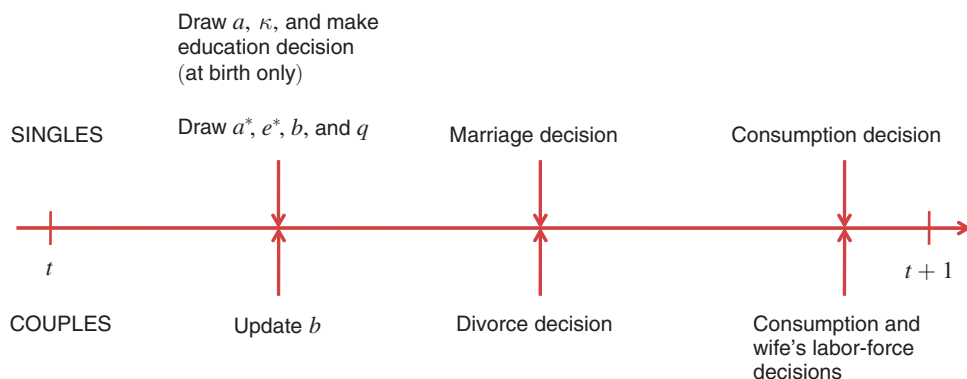 Draw a, κ, and make
education decision
(at birth only)
Draw a*, e*, b, and q
SINGLES
Marriage decision
Consumption decision
t
t + 1
COUPLES
Update b
Divorce decision
Consumption and
wife's labor-force
decisions